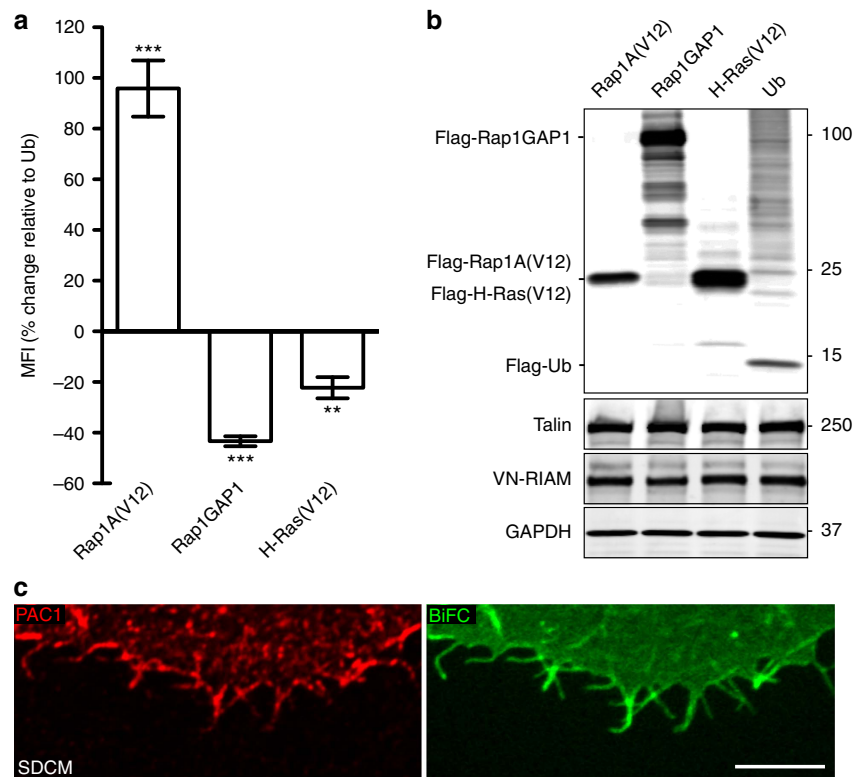 a
MFI (% change relative to Ub)
120
100
80
60
40
20
0
−20
−40
−60
***
***
**
Rap1A(V12)
Rap1GAP1
H-Ras(V12)
b
Rap1A(V12)
Rap1GAP1
H-Ras(V12)
Ub
Flag-Rap1GAP1
100
Flag-Rap1A(V12)
25
Flag-H-Ras(V12)
15
Flag-Ub
Talin
250
VN-RIAM
GAPDH
37
c
PAC1
BiFC
SDCM